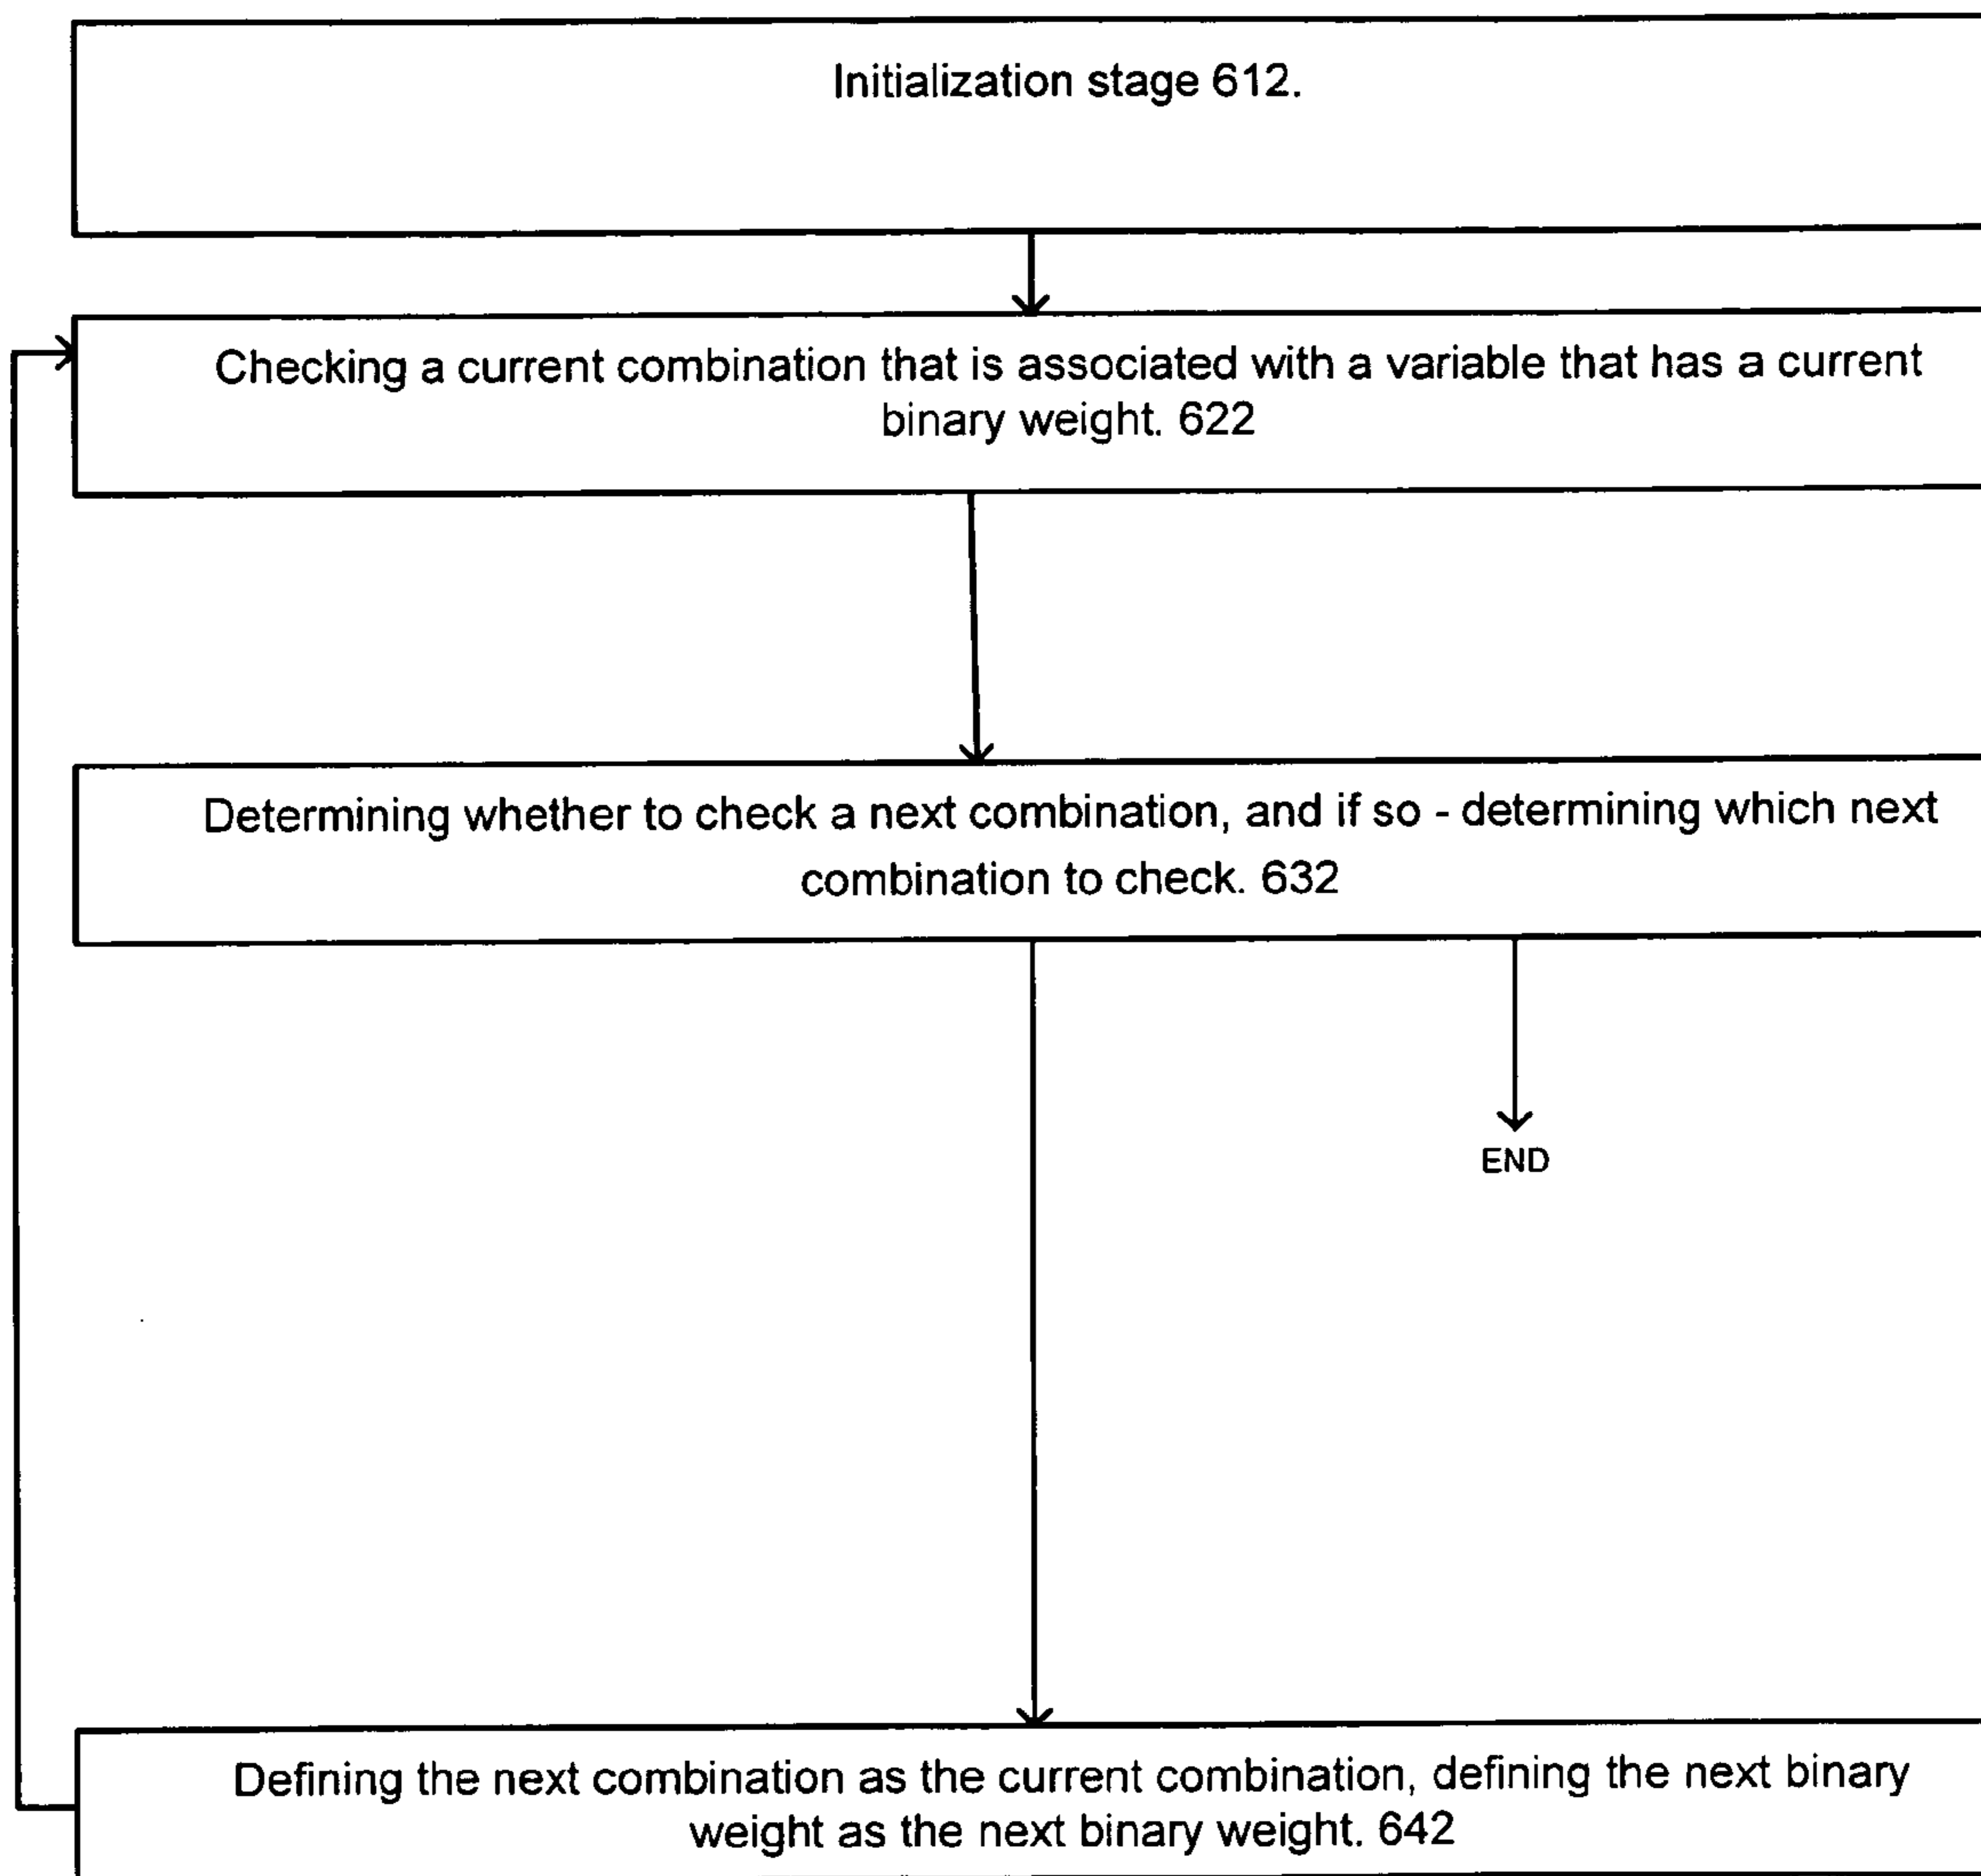 Initialization stage 612.
Checking a current combination that is associated with a variable that has a current
binary weight. 622
Determining whether to check a next combination, and if so - determining which next
combination to check. 632
END
Defining the next combination as the current combination, defining the next binary
weight as the next binary weight. 642